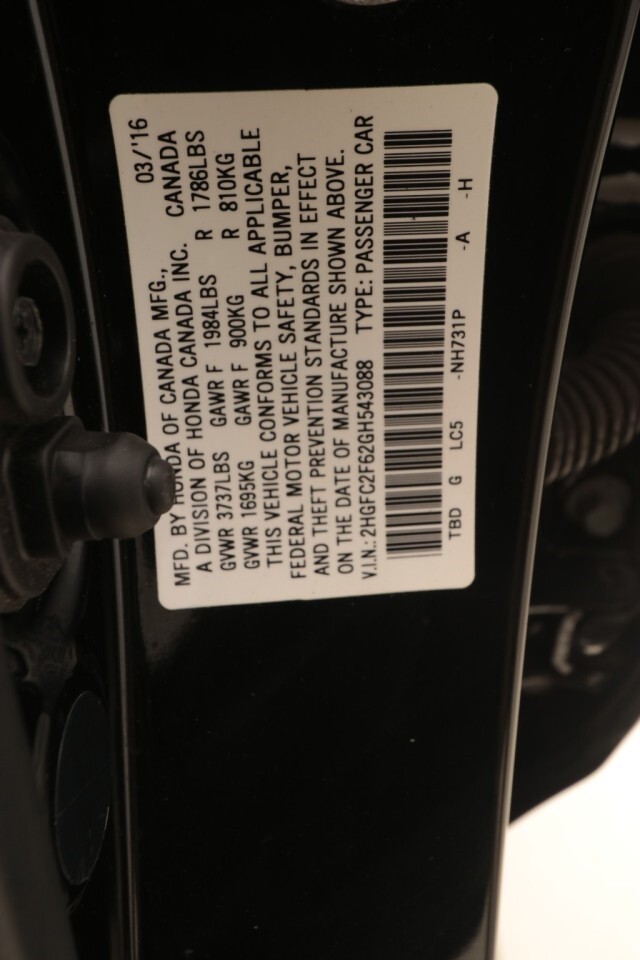 03/'16
MFD. BY HONDA OF CANADA MFG.,
A DIVISION OF HONDA CANADA INC. CANADA
GVWR 3737LBS GAWR F 1984LBS R 1786LBS
GVWR 1695KG GAWR F 900KG R 810KG
THIS VEHICLE CONFORMS TO ALL APPLICABLE
FEDERAL MOTOR VEHICLE SAFETY, BUMPER,
AND THEFT PREVENTION STANDARDS IN EFFECT
ON THE DATE OF MANUFACTURE SHOWN ABOVE.
V.I.N.: 2HGFC2F62GH543088 TYPE: PASSENGER CAR
TBD G LC5 -NH731P -A -H